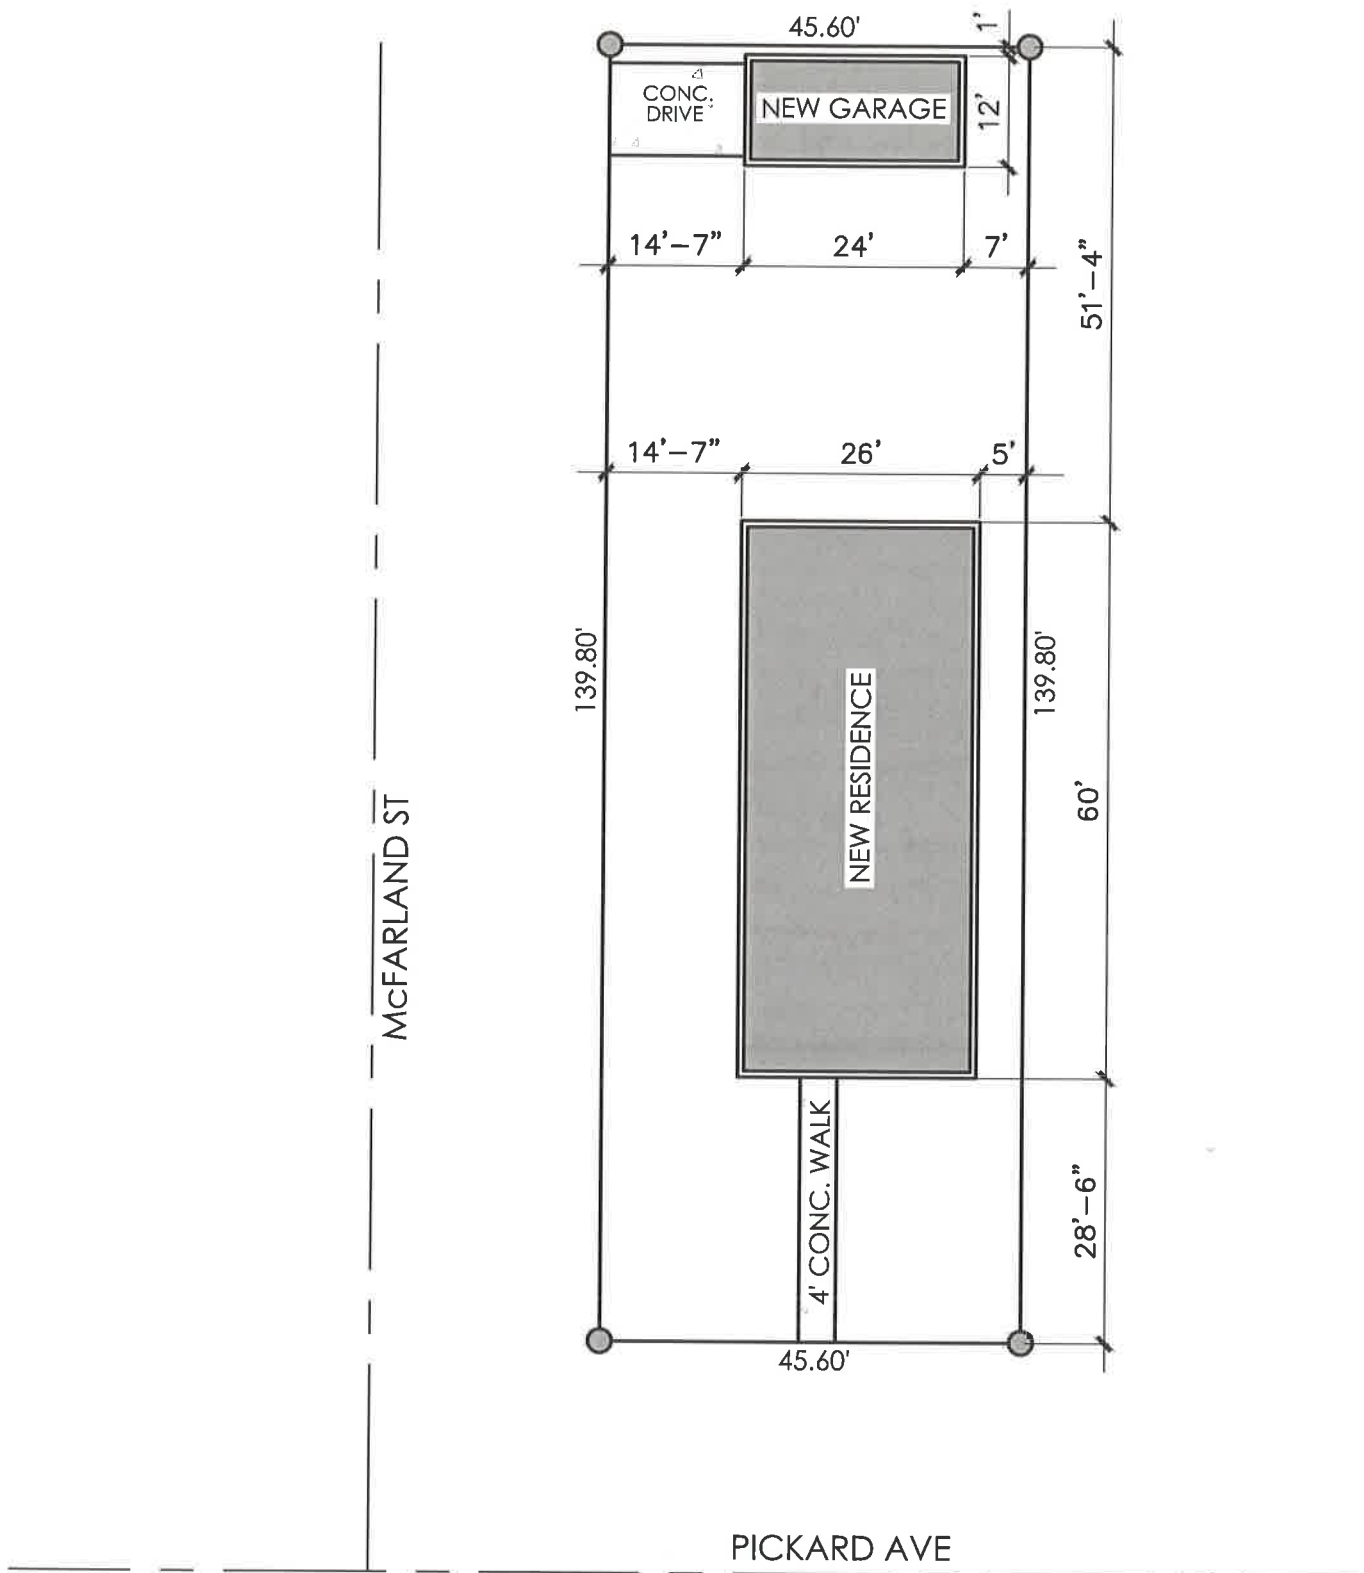 45.60'
1'
CONC.
DRIVE
NEW GARAGE
12'
14'–7”
24'
7'
51'–4”
14'–7”
26'
5'
139.80'
139.80'
NEW RESIDENCE
60'
McFARLAND ST
4' CONC. WALK
28'–6”
45.60'
PICKARD AVE